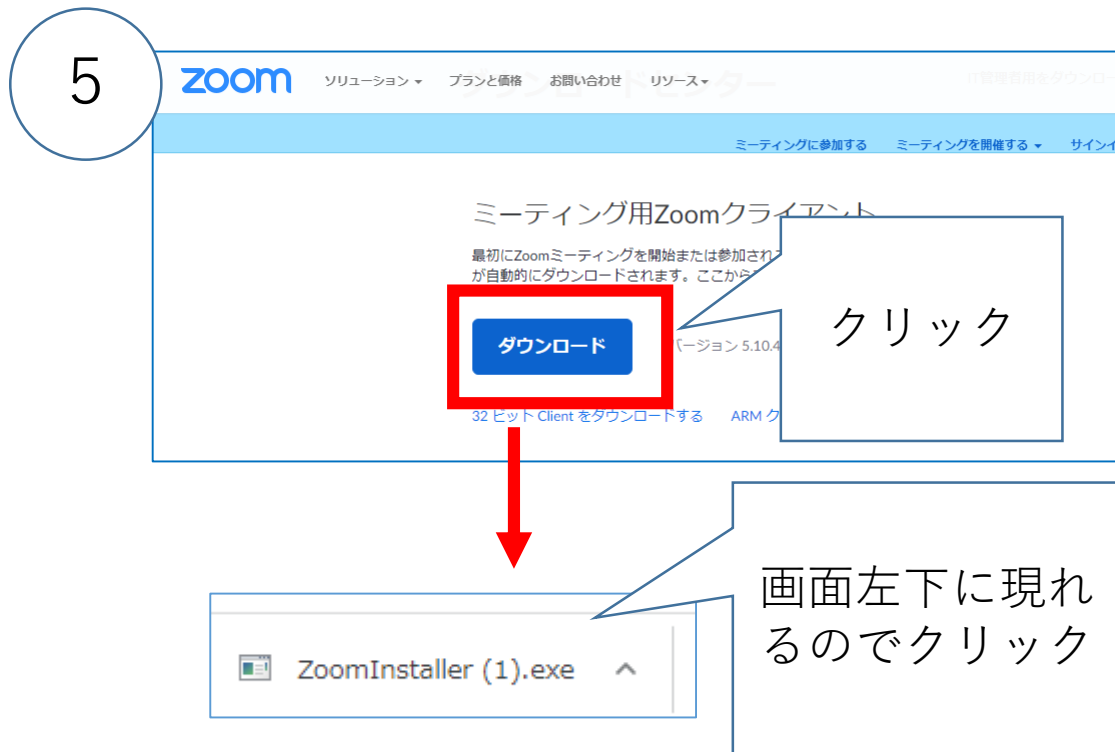 5
zoom ソリューション プランと価格 お問い合わせ リソース
ミーティングに参加する ミーティングを開催する サインイ
ミーティング用Zoomクライアント
最初にZoomミーティングを開始または参加され
が自動的にダウンロードされます。ここから
ダウンロード
バージョン 5.10.4
32 ビット Client をダウンロードする ARM ク
クリック
画面左下に現れ
るのでクリック
ZoomInstaller (1).exe